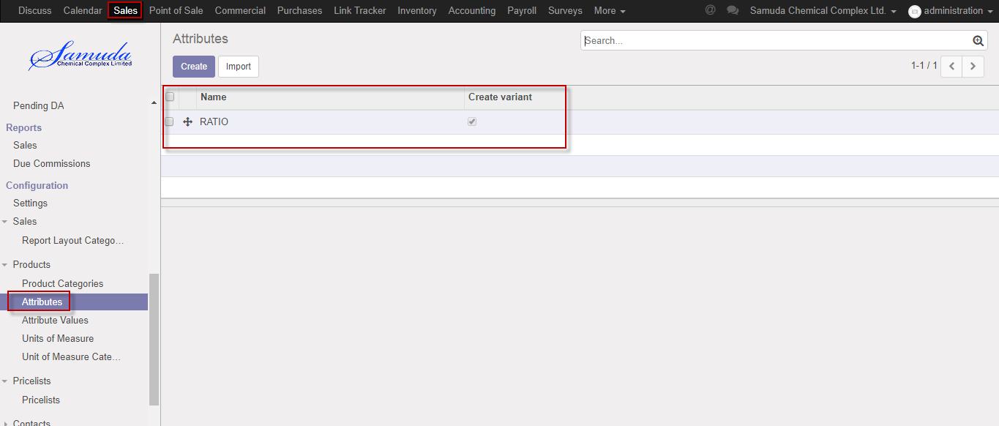 Discuss Calendar Sales Point of Sale Commercial Purchases Link Tracker Inventory Accounting Payroll Surveys More @ Samuda Chemical Complex Ltd. administration
Samuda
Chemical Complex Limited
Pending DA
Reports
Sales
Due Commissions
Configuration
Settings
Sales
Report Layout Catego...
Products
Product Categories
Attributes
Attribute Values
Units of Measure
Unit of Measure Cate...
Pricelists
Pricelists
Contacts
Attributes
Search...
Create Import
1-1 / 1
Name Create variant
RATIO